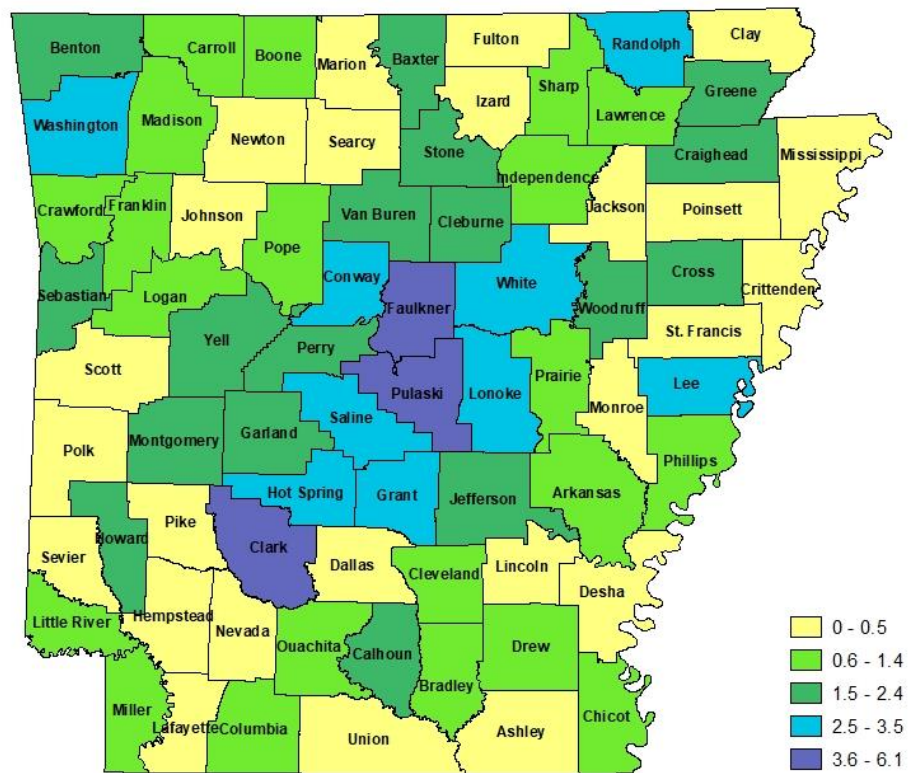 Benton
Carroll
Boone
Marion
Baxter
Fulton
Randolph
Clay
Izard
Sharp
Greene
Lawrence
Washington
Madison
Newton
Searcy
Stone
Independence
Craighead
Mississippi
Crawford
Franklin
Johnson
Pope
Van Buren
Cleburne
Jackson
Poinsett
Sebastian
Logan
Conway
Faulkner
White
Woodruff
Cross
Crittenden
Scott
Yell
Perry
Pulaski
Lonoke
Prairie
Monroe
St. Francis
Lee
Polk
Montgomery
Garland
Saline
Phillips
Hot Spring
Grant
Jefferson
Arkansas
Sevier
Howard
Pike
Clark
Dallas
Cleveland
Lincoln
Desha
Little River
Hempstead
Nevada
Ouachita
Calhoun
Bradley
Drew
Miller
Lafayette
Columbia
Union
Ashley
Chicot
0 - 0.5
0.6 - 1.4
1.5 - 2.4
2.5 - 3.5
3.6 - 6.1